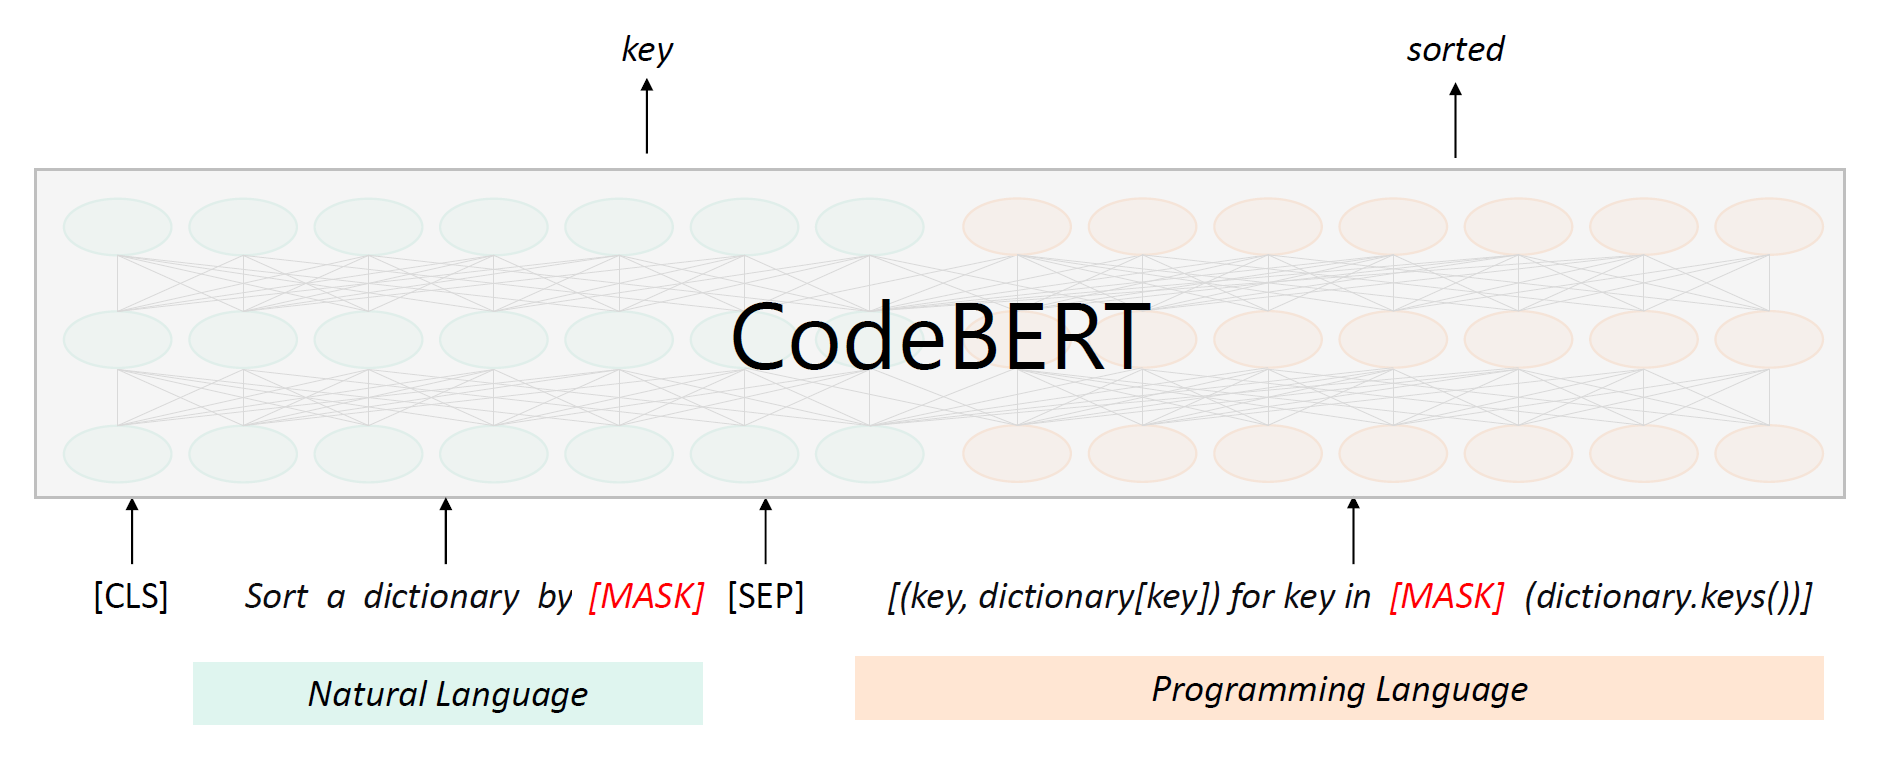 key sorted
CodeBERT
[CLS] Sort a dictionary by [MASK] [SEP] [(key, dictionary[key]) for key in [MASK] (dictionary.keys())]
Natural Language Programming Language